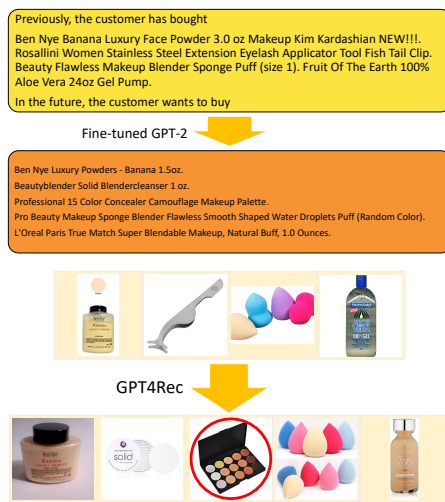 Previously, the customer has bought
Ben Nye Banana Luxury Face Powder 3.0 oz Makeup Kim Kardashian NEW!!!.
Rosallini Women Stainless Steel Extension Eyelash Applicator Tool Fish Tail Clip.
Beauty Flawless Makeup Blender Sponge Puff (size 1). Fruit Of The Earth 100%
Aloe Vera 24oz Gel Pump.
In the future, the customer wants to buy
Fine-tuned GPT-2
Ben Nye Luxury Powders - Banana 1.5oz.
Beautyblender Solid Blendercleanser 1 oz.
Professional 15 Color Concealer Camouflage Makeup Palette.
Pro Beauty Makeup Sponge Blender Flawless Smooth Shaped Water Droplets Puff (Random Color).
L'Oreal Paris True Match Super Blendable Makeup, Natural Buff, 1.0 Ounces.
Banana
GPT4Rec
Ben Nye
Banana
solid